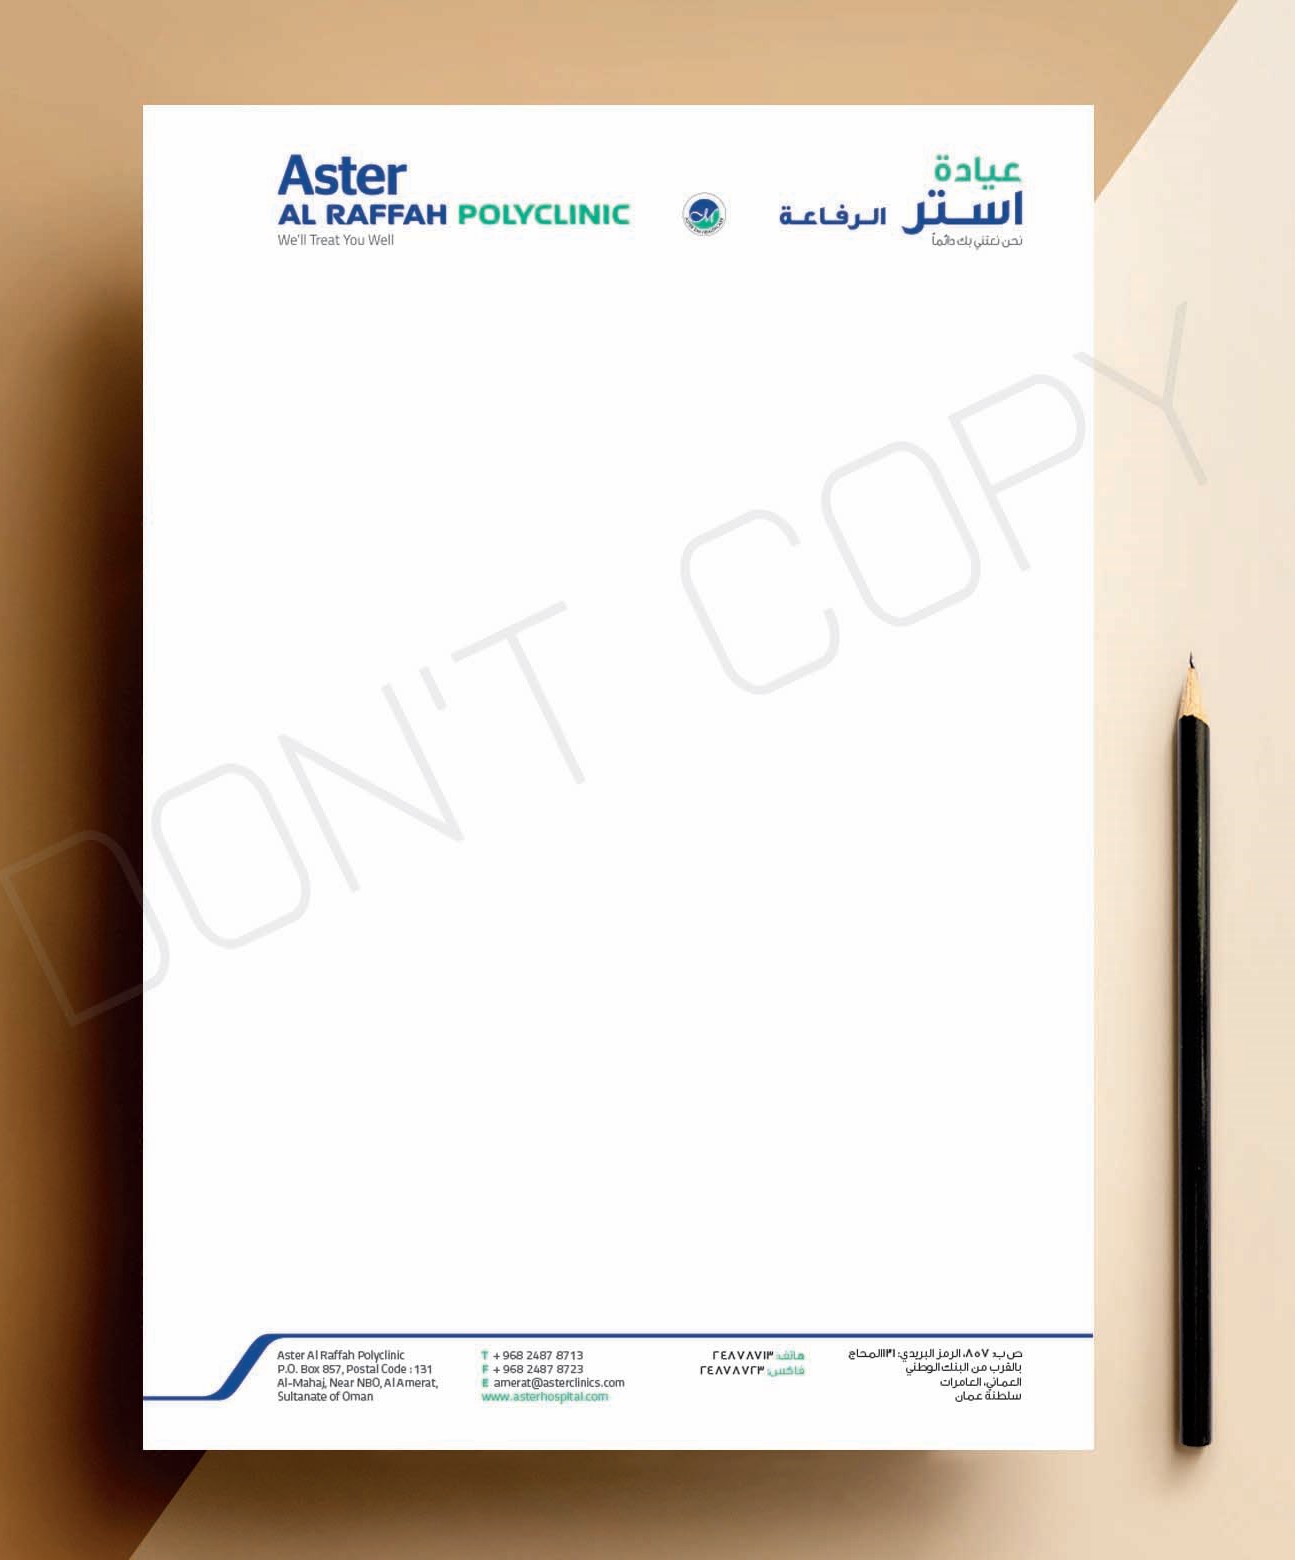 Aster
AL RAFFAH POLYCLINIC
We'll Treat You Well
عيادة
استر الرفاعة
نحن نعتني بك دائماً
DON'T COPY
Aster Al Raffah Polyclinic
P.O. Box 857, Postal Code : 131
Al-Mahaj, Near NBO, Al Amerat,
Sultanate of Oman
T + 968 2487 8713
F + 968 2487 8723
E amerat@asterclinics.com
www.asterhospital.com
هاتف: ٢٤٨٧٨٧١٣
فاكس: ٢٤٨٧٨٧٢٣
ص ب: ٨٥٧، الرمز البريدي: ١٣١المحاج
بالقرب من البنك الوطني
العماني، العامرات
سلطنة عمان